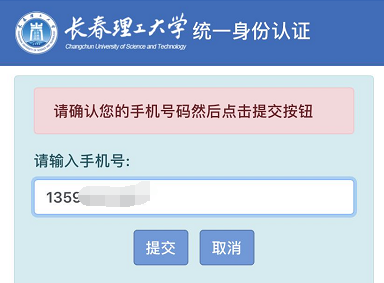 长春理工大学 统一身份认证
Changchun University of Science and Technology
请确认您的手机号码然后点击提交按钮
请输入手机号:
1359
提交 取消